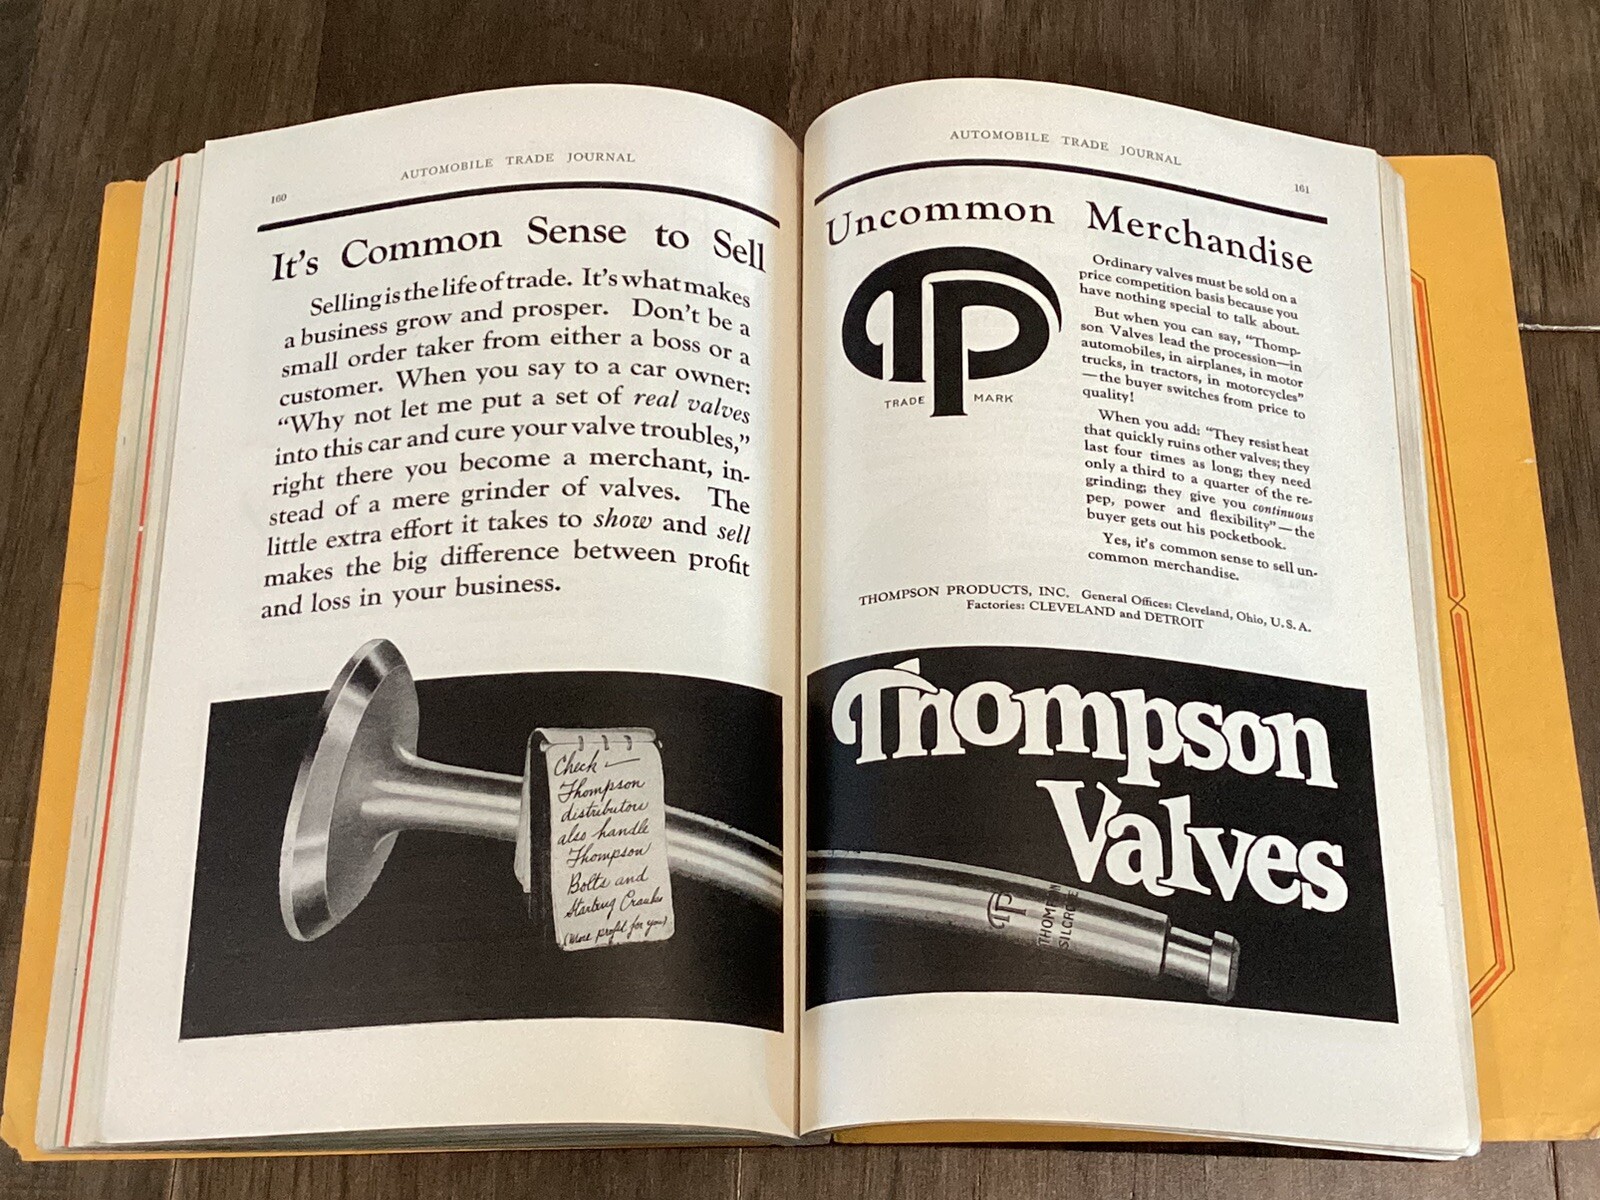 AUTOMOBILE TRADE JOURNAL
160
It's Common Sense to Sell
Selling is the life of trade. It's what makes
a business grow and prosper. Don't be a
small order taker from either a boss or a
customer. When you say to a car owner:
"Why not let me put a set of real valves
into this car and cure your valve troubles,"
right there you become a merchant, in-
stead of a mere grinder of valves. The
little extra effort it takes to show and sell
makes the big difference between profit
and loss in your business.
Check —
Thompson
distributors
also handle
Thompson
Bolts and
Starting Cranks
(More profit for you)
AUTOMOBILE TRADE JOURNAL
161
Uncommon Merchandise
TP
TRADE MARK
Ordinary valves must be sold on a
price competition basis because you
have nothing special to talk about.
But when you can say, "Thomp-
son Valves lead the procession—in
automobiles, in airplanes, in motor
trucks, in tractors, in motorcycles"
—the buyer switches from price to
quality!
When you add: "They resist heat
that quickly ruins other valves; they
last four times as long; they need
only a third to a quarter of the re-
grinding; they give you continuous
pep, power and flexibility"—the
buyer gets out his pocketbook.
Yes, it's common sense to sell un-
common merchandise.
THOMPSON PRODUCTS, INC. General Offices: Cleveland, Ohio, U.S.A.
Factories: CLEVELAND and DETROIT
Thompson
Valves
TP
THOMPSON
SILCROME